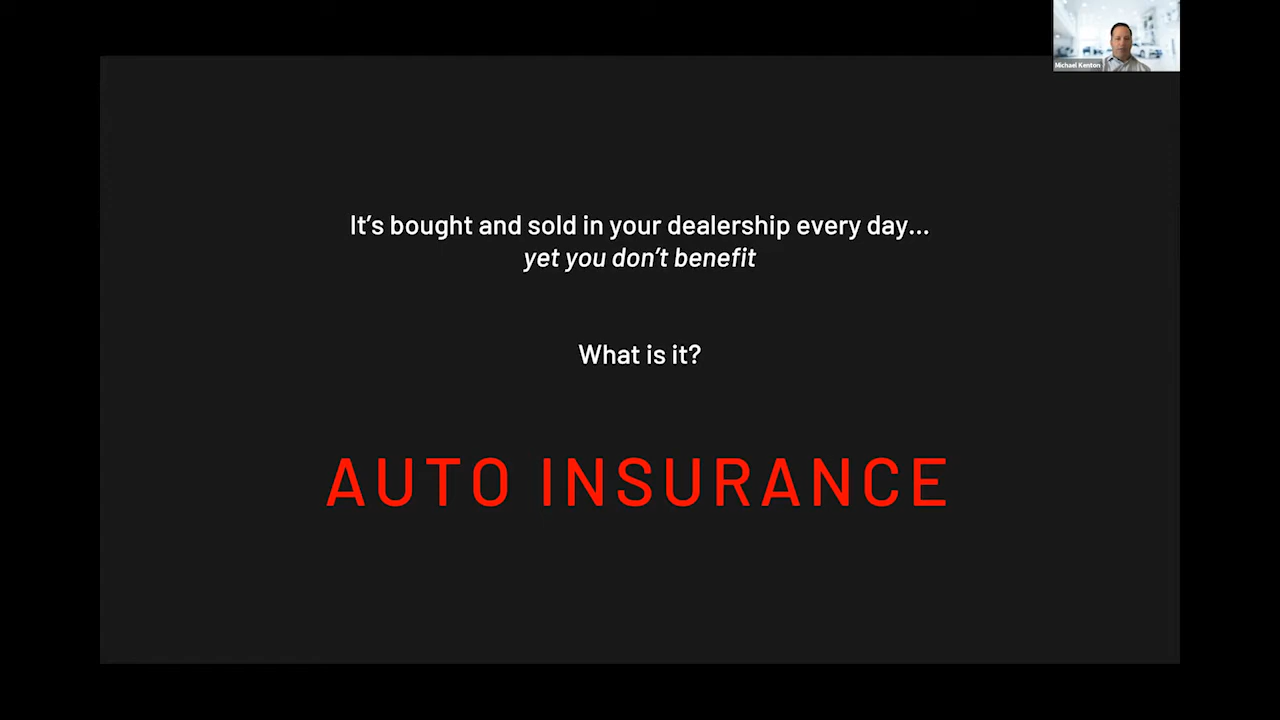 Michael Kenton
It’s bought and sold in your dealership every day...
yet you don’t benefit
What is it?
AUTO INSURANCE